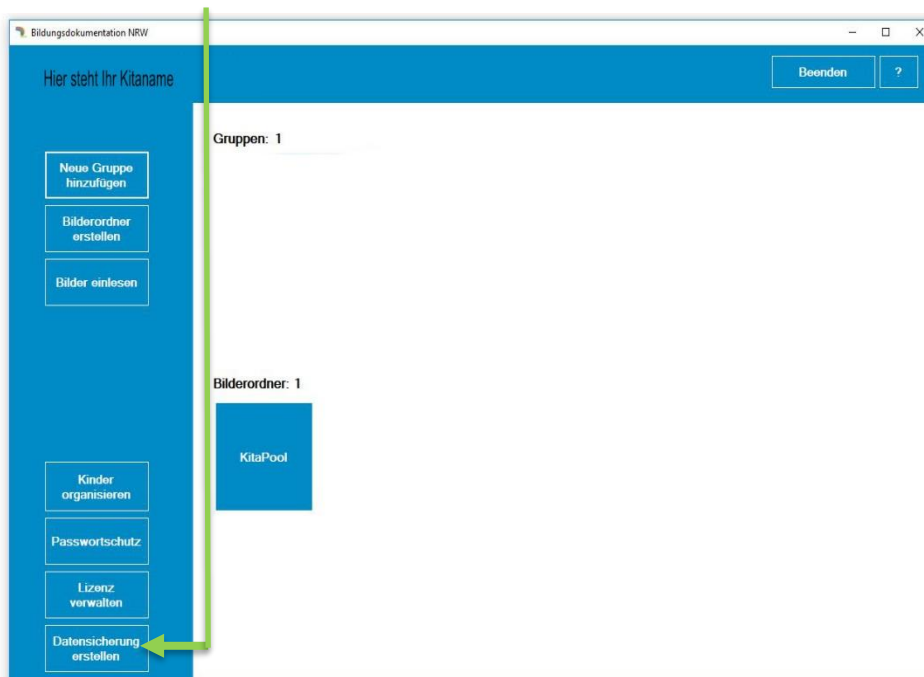 Bildungsdokumentation NRW
Hier steht Ihr Kitaname
Beenden
?
Gruppen: 1
Neue Gruppe
hinzufügen
Bilderordner
erstellen
Bilder einlesen
Bilderordner: 1
KitaPool
Kinder
organisieren
Passwortschutz
Lizenz
verwalten
Datensicherung
erstellen